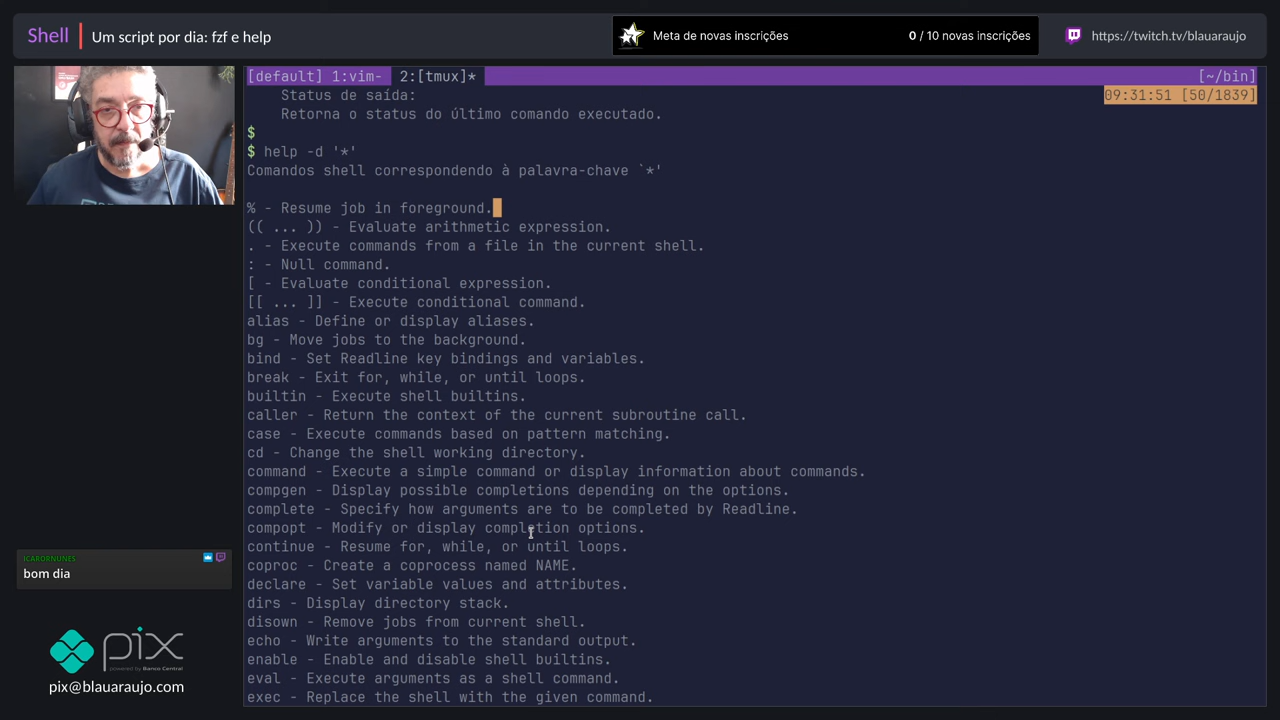 Shell
Um script por dia: fzf e help
Meta de novas inscrições
0 / 10 novas inscrições
https://twitch.tv/blauaraujo
[default] 1:vim- 2:[tmux]* [~/bin]
Status de saída:
09:31:51 [50/1839]
Retorna o status do último comando executado.
$
$ help -d '*'
Comandos shell correspondendo à palavra-chave `*'
% - Resume job in foreground.
(( ... )) - Evaluate arithmetic expression.
. - Execute commands from a file in the current shell.
: - Null command.
[ - Evaluate conditional expression.
[[ ... ]] - Execute conditional command.
alias - Define or display aliases.
bg - Move jobs to the background.
bind - Set Readline key bindings and variables.
break - Exit for, while, or until loops.
builtin - Execute shell builtins.
caller - Return the context of the current subroutine call.
case - Execute commands based on pattern matching.
cd - Change the shell working directory.
command - Execute a simple command or display information about commands.
compgen - Display possible completions depending on the options.
complete - Specify how arguments are to be completed by Readline.
compopt - Modify or display completion options.
continue - Resume for, while, or until loops.
coproc - Create a coprocess named NAME.
declare - Set variable values and attributes.
dirs - Display directory stack.
disown - Remove jobs from current shell.
echo - Write arguments to the standard output.
enable - Enable and disable shell builtins.
eval - Execute arguments as a shell command.
exec - Replace the shell with the given command.
ICARORNUNES
bom dia
pix
powered by Banco Central
pix@blauaraujo.com